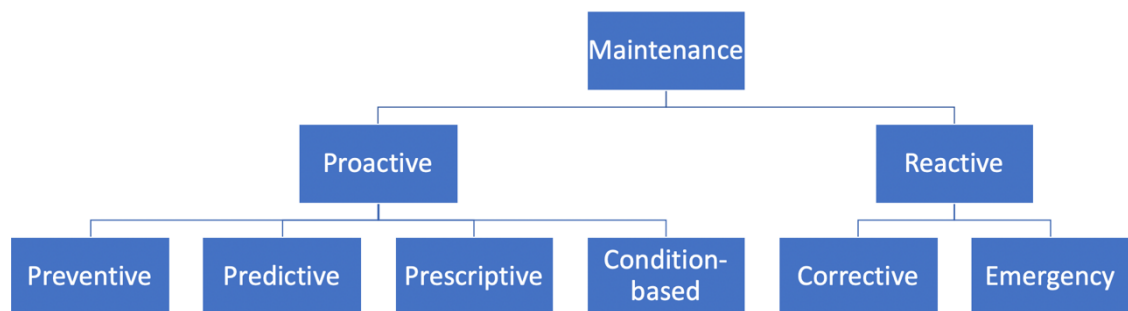 Maintenance
Proactive
Reactive
Preventive
Predictive
Prescriptive
Condition-
based
Corrective
Emergency